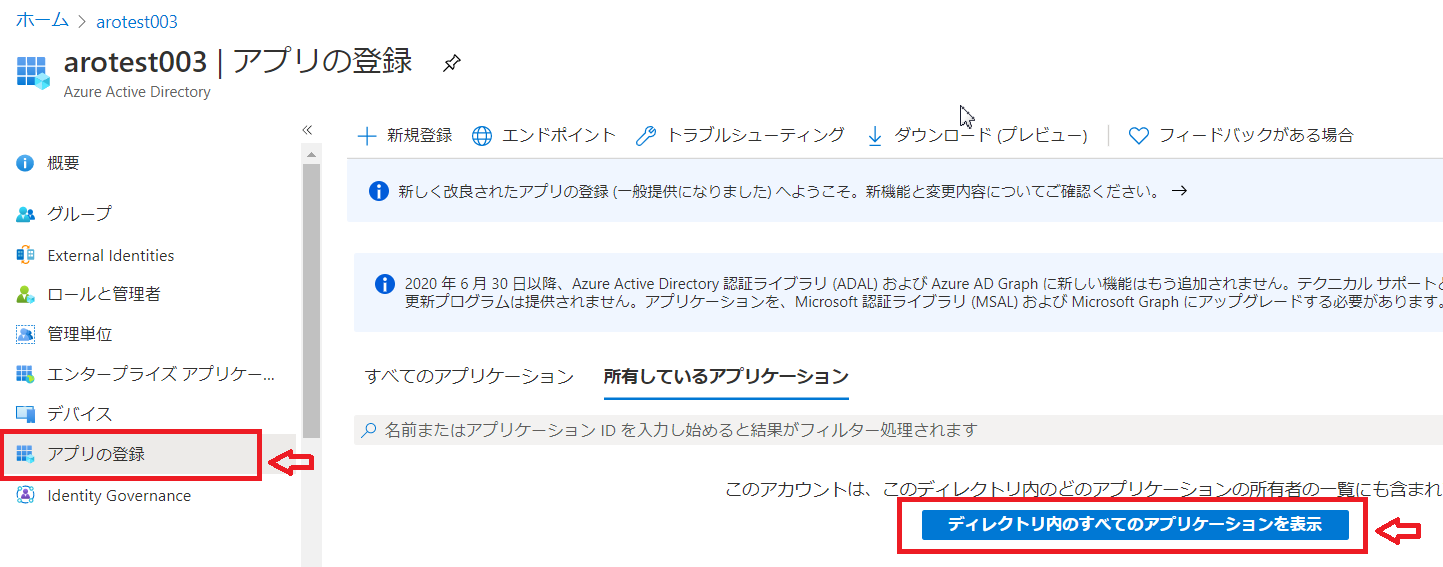 ホーム > arotest003
arotest003 | アプリの登録
Azure Active Directory
«
概要
グループ
External Identities
ロールと管理者
管理単位
エンタープライズ アプリケー...
デバイス
アプリの登録
Identity Governance
新規登録 エンドポイント トラブルシューティング ダウンロード (プレビュー) フィードバックがある場合
新しく改良されたアプリの登録 (一般提供になりました) へようこそ。新機能と変更内容についてご確認ください。 →
2020 年 6 月 30 日以降、Azure Active Directory 認証ライブラリ (ADAL) および Azure AD Graph に新しい機能はもう追加されません。テクニカル サポートと
更新プログラムは提供されません。アプリケーションを、Microsoft 認証ライブラリ (MSAL) および Microsoft Graph にアップグレードする必要があります。
すべてのアプリケーション 所有しているアプリケーション
名前またはアプリケーション ID を入力し始めると結果がフィルター処理されます
このアカウントは、このディレクトリ内のどのアプリケーションの所有者の一覧にも含まれ
ディレクトリ内のすべてのアプリケーションを表示